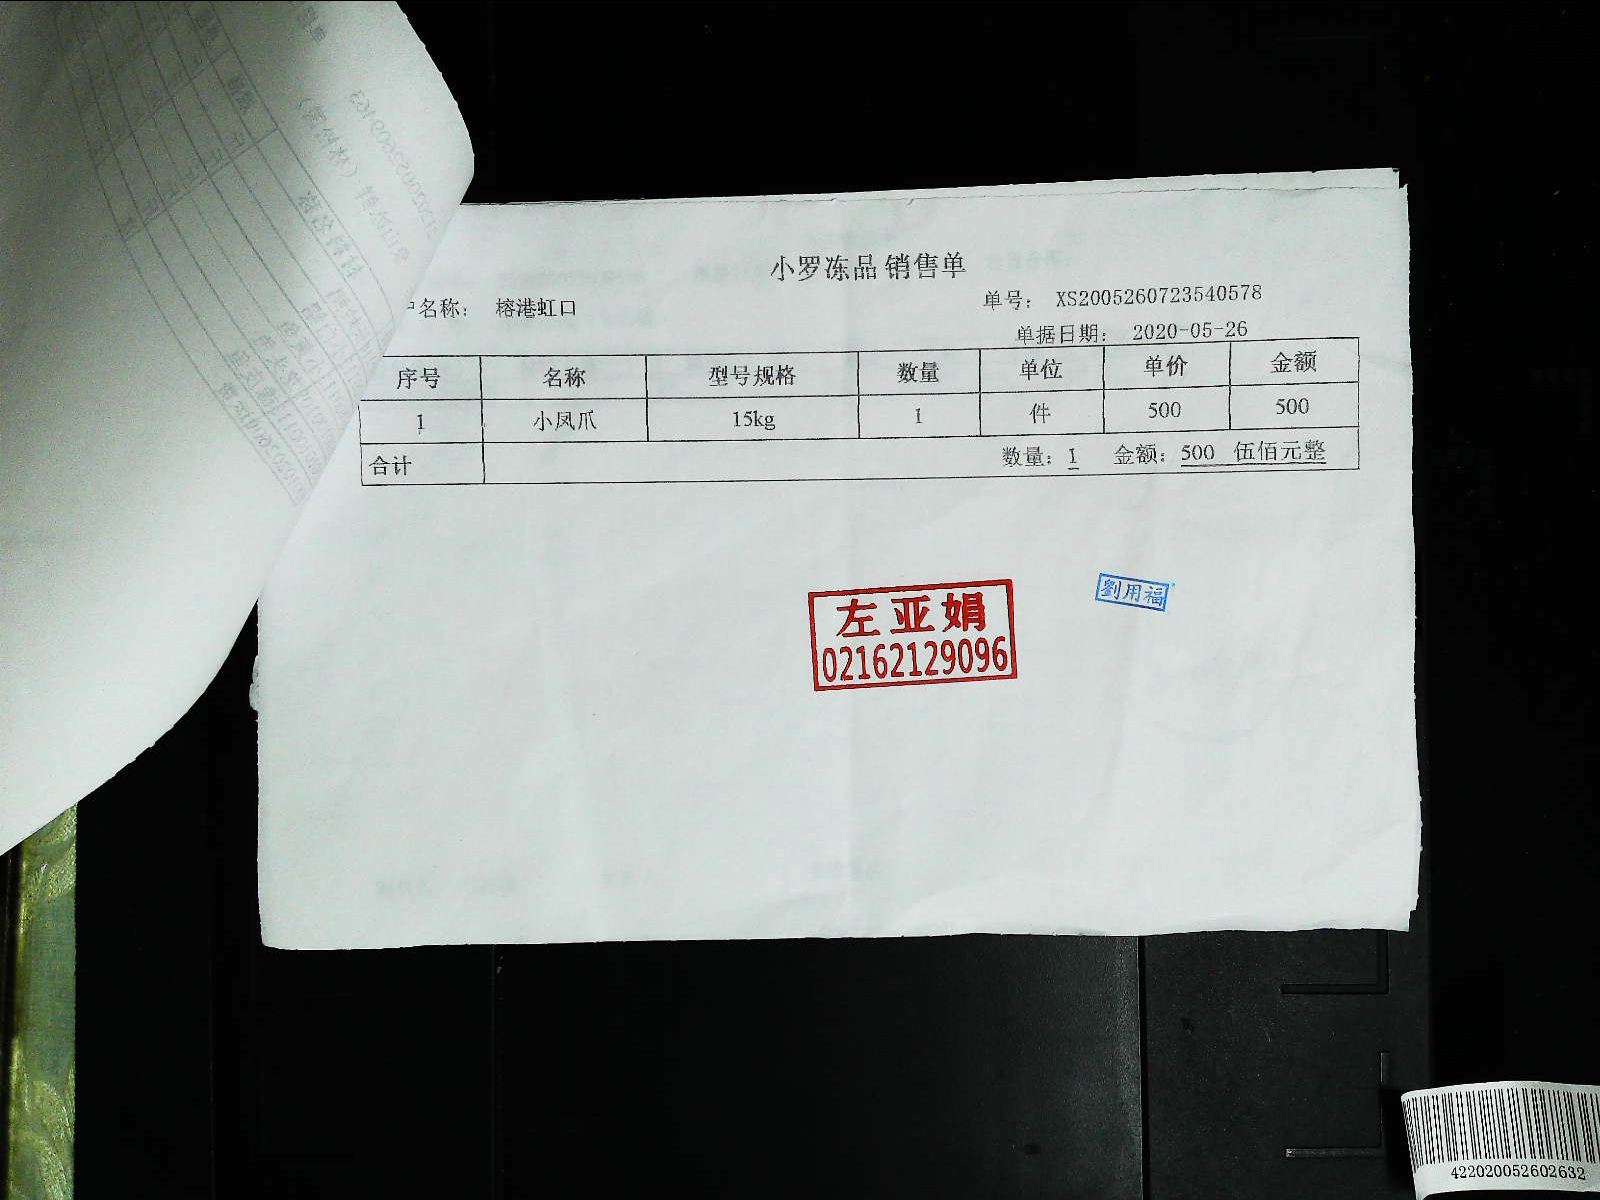 小罗冻品销售单
户名称： 榕港虹口
单号： XS2005260723540578
单据日期： 2020-05-26
序号 名称 型号规格 数量 单位 单价 金额
1 小凤爪 15kg 1 件 500 500
合计 数量：1 金额：500 伍佰元整
左亚娟
02162129096
劉用福
422020052602632